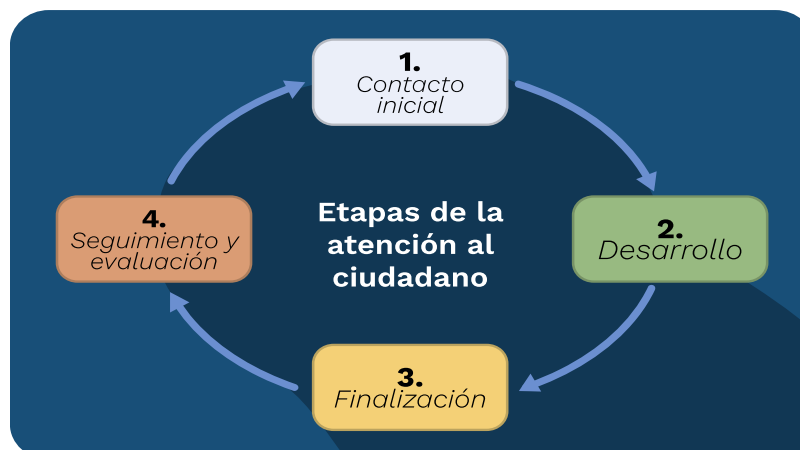 1.
Contacto
inicial
Etapas de la
atención al
ciudadano
2.
Desarrollo
3.
Finalización
4.
Seguimiento y
evaluación